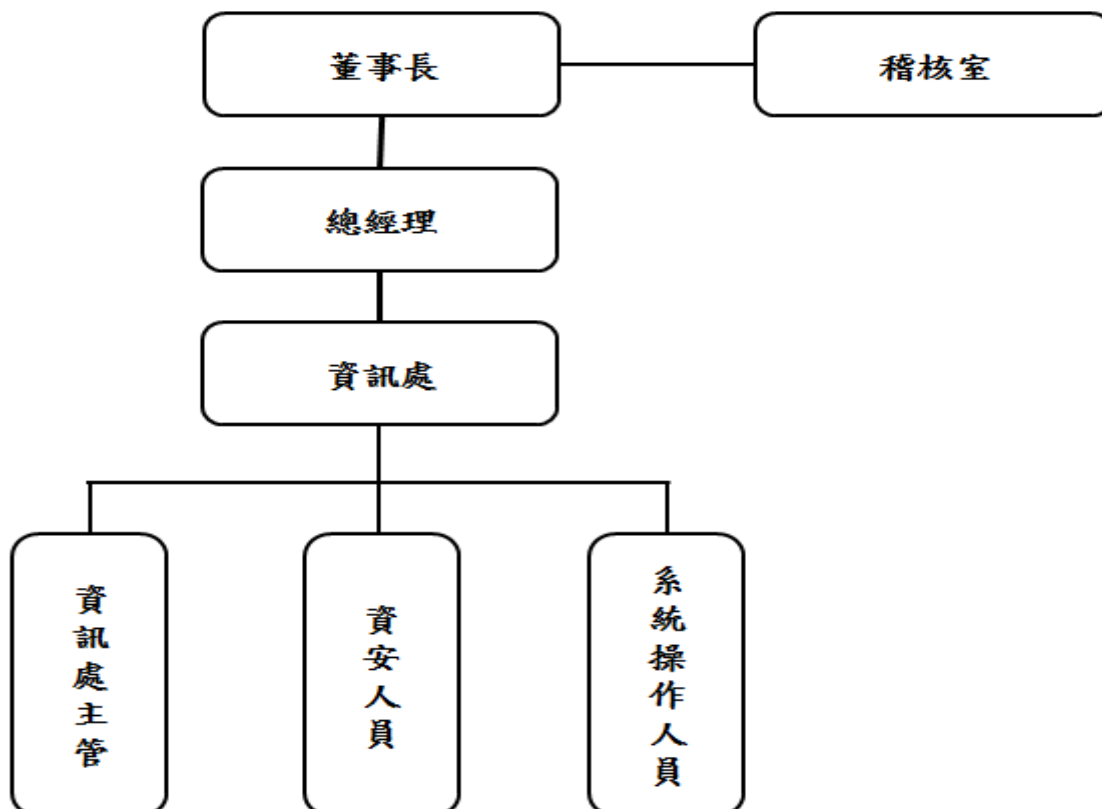 董事長
稽核室
總經理
資訊處
資訊處主管
資安人員
系統操作人員